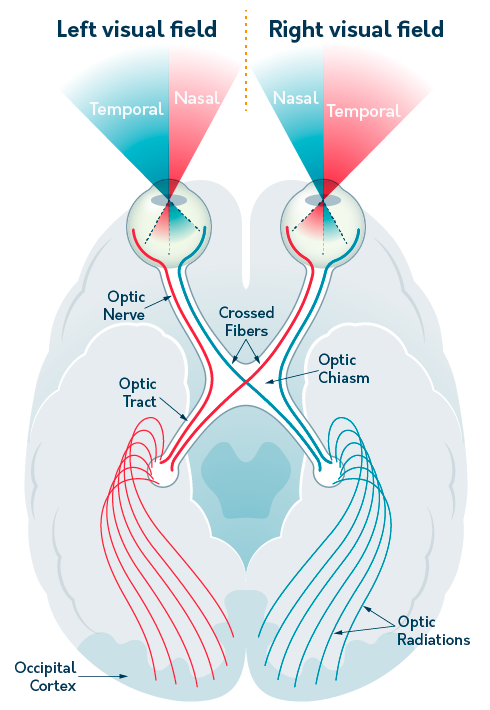 Left visual field
Right visual field
Temporal
Nasal
Nasal
Temporal
Optic
Nerve
Crossed
Fibers
Optic
Chiasm
Optic
Tract
Optic
Radiations
Occipital
Cortex